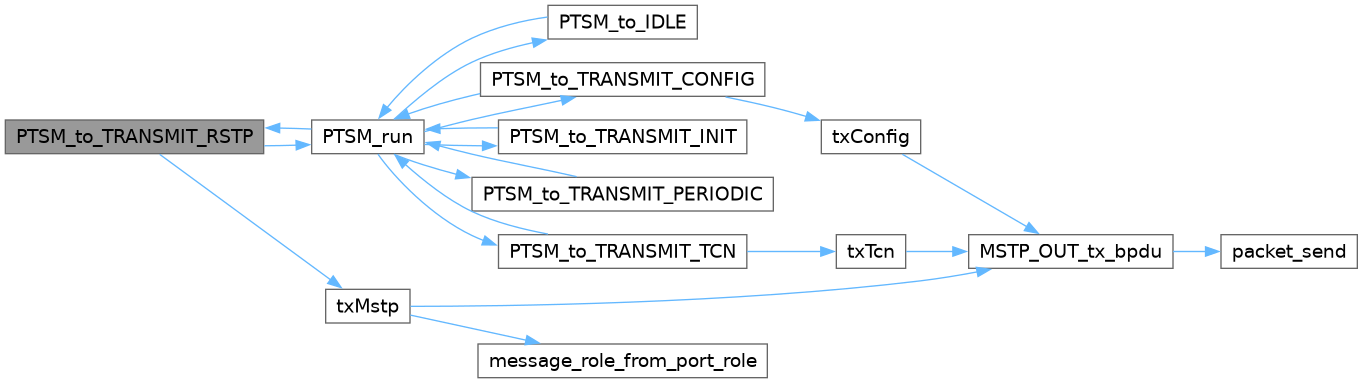 PTSM_to_IDLE
PTSM_to_TRANSMIT_CONFIG
PTSM_to_TRANSMIT_RSTP
PTSM_run
PTSM_to_TRANSMIT_INIT
txConfig
PTSM_to_TRANSMIT_PERIODIC
PTSM_to_TRANSMIT_TCN
txTcn
MSTP_OUT_tx_bpdu
packet_send
txMstp
message_role_from_port_role